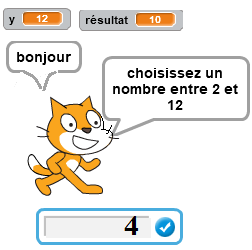 y 12 résultat 10
bonjour
choisissez un
nombre entre 2 et
12
4